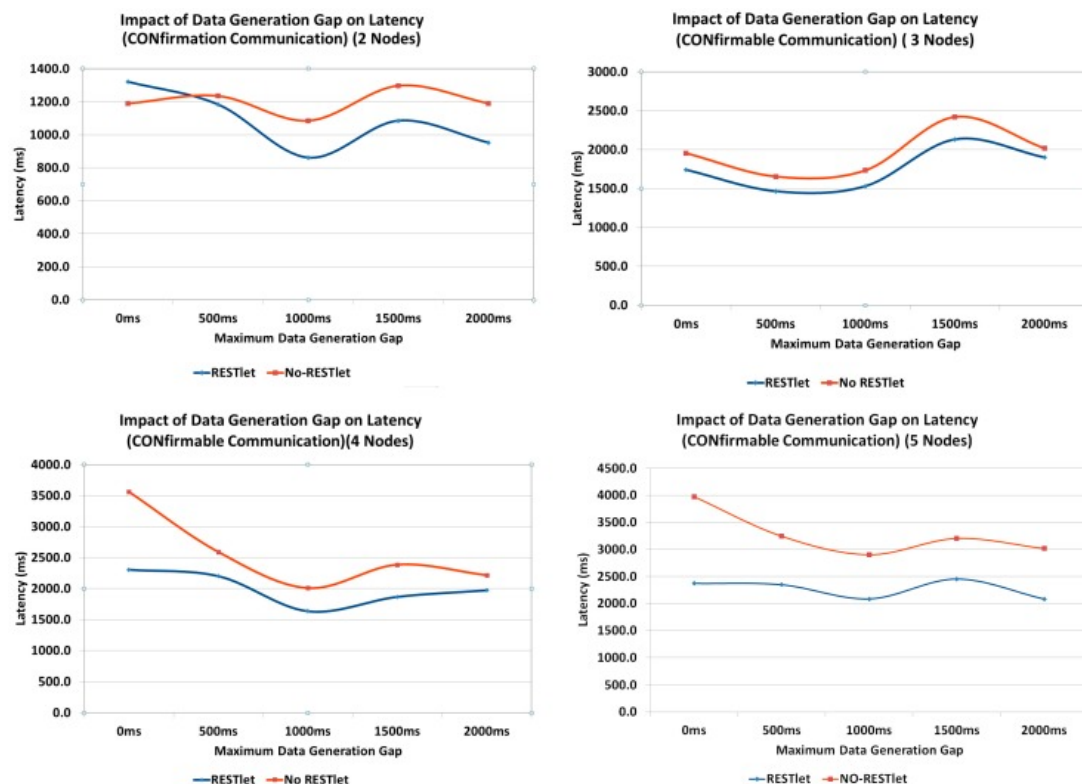 Impact of Data Generation Gap on Latency
(CONfirmation Communication) (2 Nodes)
1400.0
1200.0
1000.0
800.0
600.0
400.0
200.0
0.0
Latency (ms)
0ms 500ms 1000ms 1500ms 2000ms
Maximum Data Generation Gap
RESTlet No-RESTlet
Impact of Data Generation Gap on Latency
(CONfirmable Communication) ( 3 Nodes)
3000.0
2500.0
2000.0
1500.0
1000.0
500.0
0.0
Latency (ms)
0ms 500ms 1000ms 1500ms 2000ms
Maximum Data Generation Gap
RESTlet No RESTlet
Impact of Data Generation Gap on Latency
(CONfirmable Communication)(4 Nodes)
4000.0
3500.0
3000.0
2500.0
2000.0
1500.0
1000.0
500.0
0.0
Latency (ms)
0ms 500ms 1000ms 1500ms 2000ms
Maximum Data Generation Gap
RESTlet No RESTlet
Impact of Data Generation Gap on Latency
(CONfirmable Communication) (5 Nodes)
4500.0
4000.0
3500.0
3000.0
2500.0
2000.0
1500.0
1000.0
500.0
0.0
Latency (ms)
0ms 500ms 1000ms 1500ms 2000ms
Maximum Data Generation Gap
RESTlet NO-RESTlet